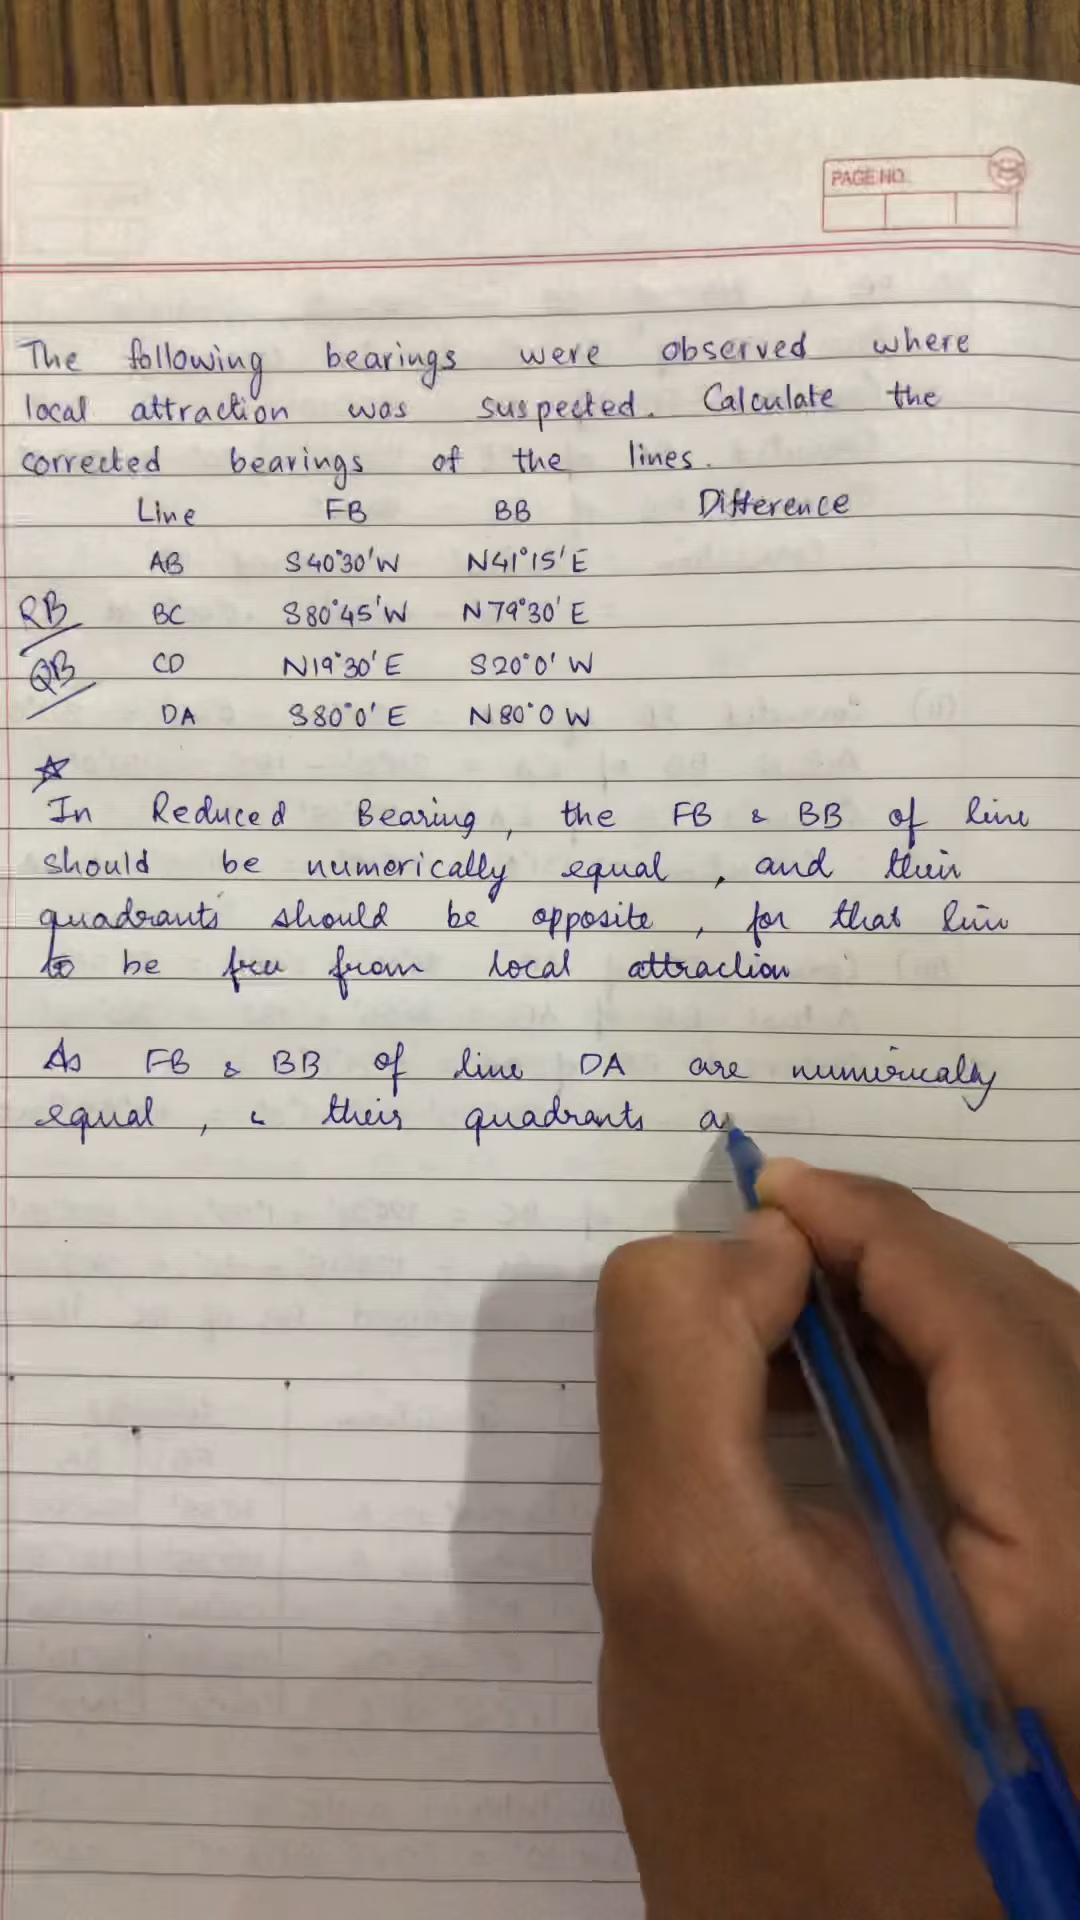 PAGE NO.
The following bearings were observed where
local attraction was suspected. Calculate the
corrected bearings of the lines.
Line FB BB Difference
AB S40°30'W N41°15'E
RB BC S80°45'W N79°30'E
QB CD N19°30'E S20°0'W
DA S80°0'E N80°0W
In Reduced Bearing, the FB & BB of line
should be numerically equal, and their
quadrants should be opposite, for that line
to be free from local attraction
As FB & BB of line DA are numerically
equal, & their quadrants a